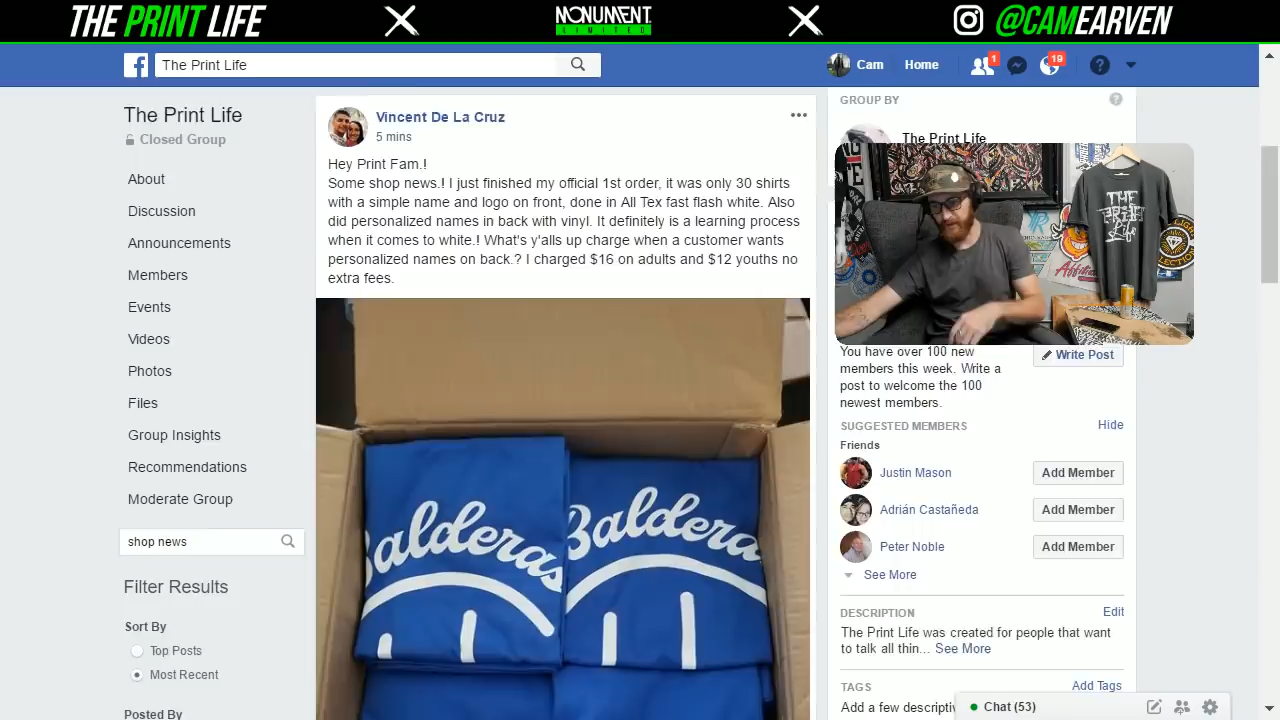 THE PRINT LIFE
MONUMENT
LIMITED
@CAMEARVEN
The Print Life
Cam
Home
1
19
The Print Life
Closed Group
About
Discussion
Announcements
Members
Events
Videos
Photos
Files
Group Insights
Recommendations
Moderate Group
shop news
Filter Results
Sort By
Top Posts
Most Recent
Posted By
Vincent De La Cruz
5 mins
Hey Print Fam.!
Some shop news.! I just finished my official 1st order, it was only 30 shirts
with a simple name and logo on front, done in All Tex fast flash white. Also
did personalized names in back with vinyl. It definitely is a learning process
when it comes to white.! What's y'alls up charge when a customer wants
personalized names on back.? I charged $16 on adults and $12 youths no
extra fees.
Balderas
GROUP BY
The Print Life
THE
PRINT
Life
You have over 100 new
members this week. Write a
post to welcome the 100
newest members.
Write Post
SUGGESTED MEMBERS
Hide
Friends
Justin Mason
Add Member
Adrián Castañeda
Add Member
Peter Noble
Add Member
See More
DESCRIPTION
Edit
The Print Life was created for people that want
to talk all thin... See More
TAGS
Add Tags
Add a few descriptiv
Chat (53)